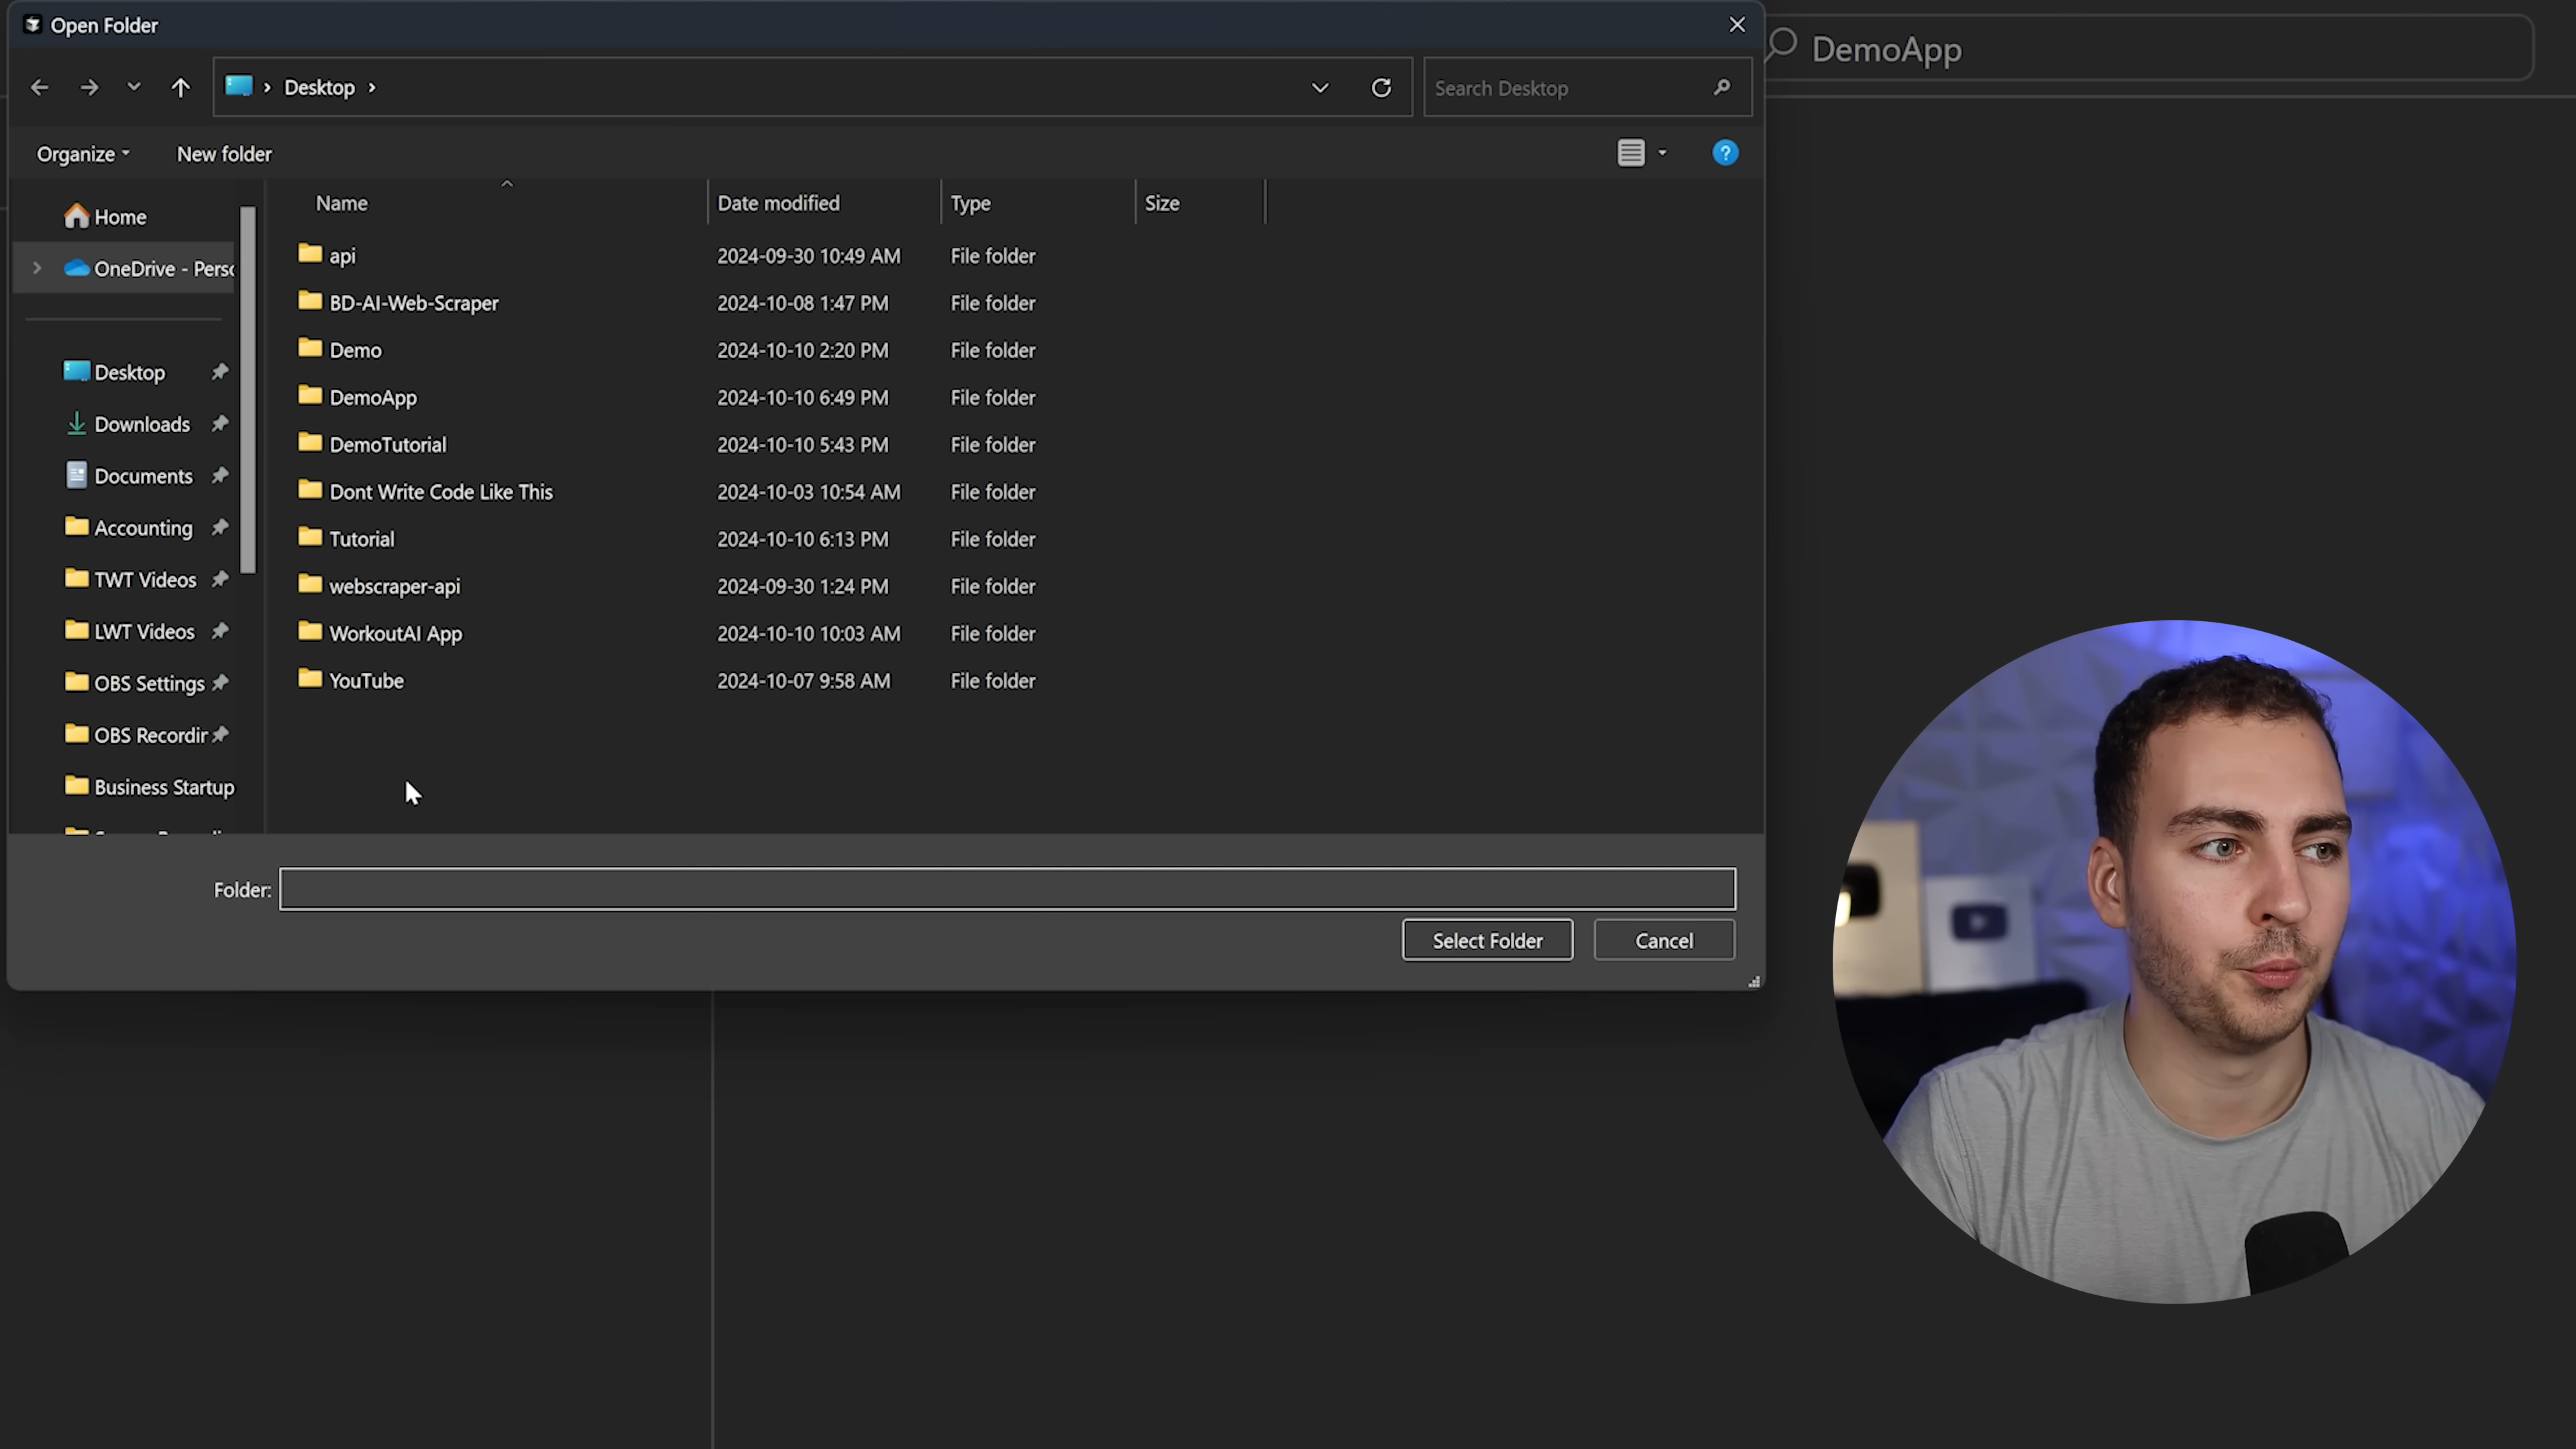 Open Folder
DemoApp
Desktop
Search Desktop
Organize
New folder
Name
Date modified
Type
Size
Home
OneDrive - Perso
Desktop
Downloads
Documents
Accounting
TWT Videos
LWT Videos
OBS Settings
OBS Recordin
Business Startup
api 2024-09-30 10:49 AM File folder
BD-AI-Web-Scraper 2024-10-08 1:47 PM File folder
Demo 2024-10-10 2:20 PM File folder
DemoApp 2024-10-10 6:49 PM File folder
DemoTutorial 2024-10-10 5:43 PM File folder
Dont Write Code Like This 2024-10-03 10:54 AM File folder
Tutorial 2024-10-10 6:13 PM File folder
webscraper-api 2024-09-30 1:24 PM File folder
WorkoutAI App 2024-10-10 10:03 AM File folder
YouTube 2024-10-07 9:58 AM File folder
Folder:
Select Folder
Cancel